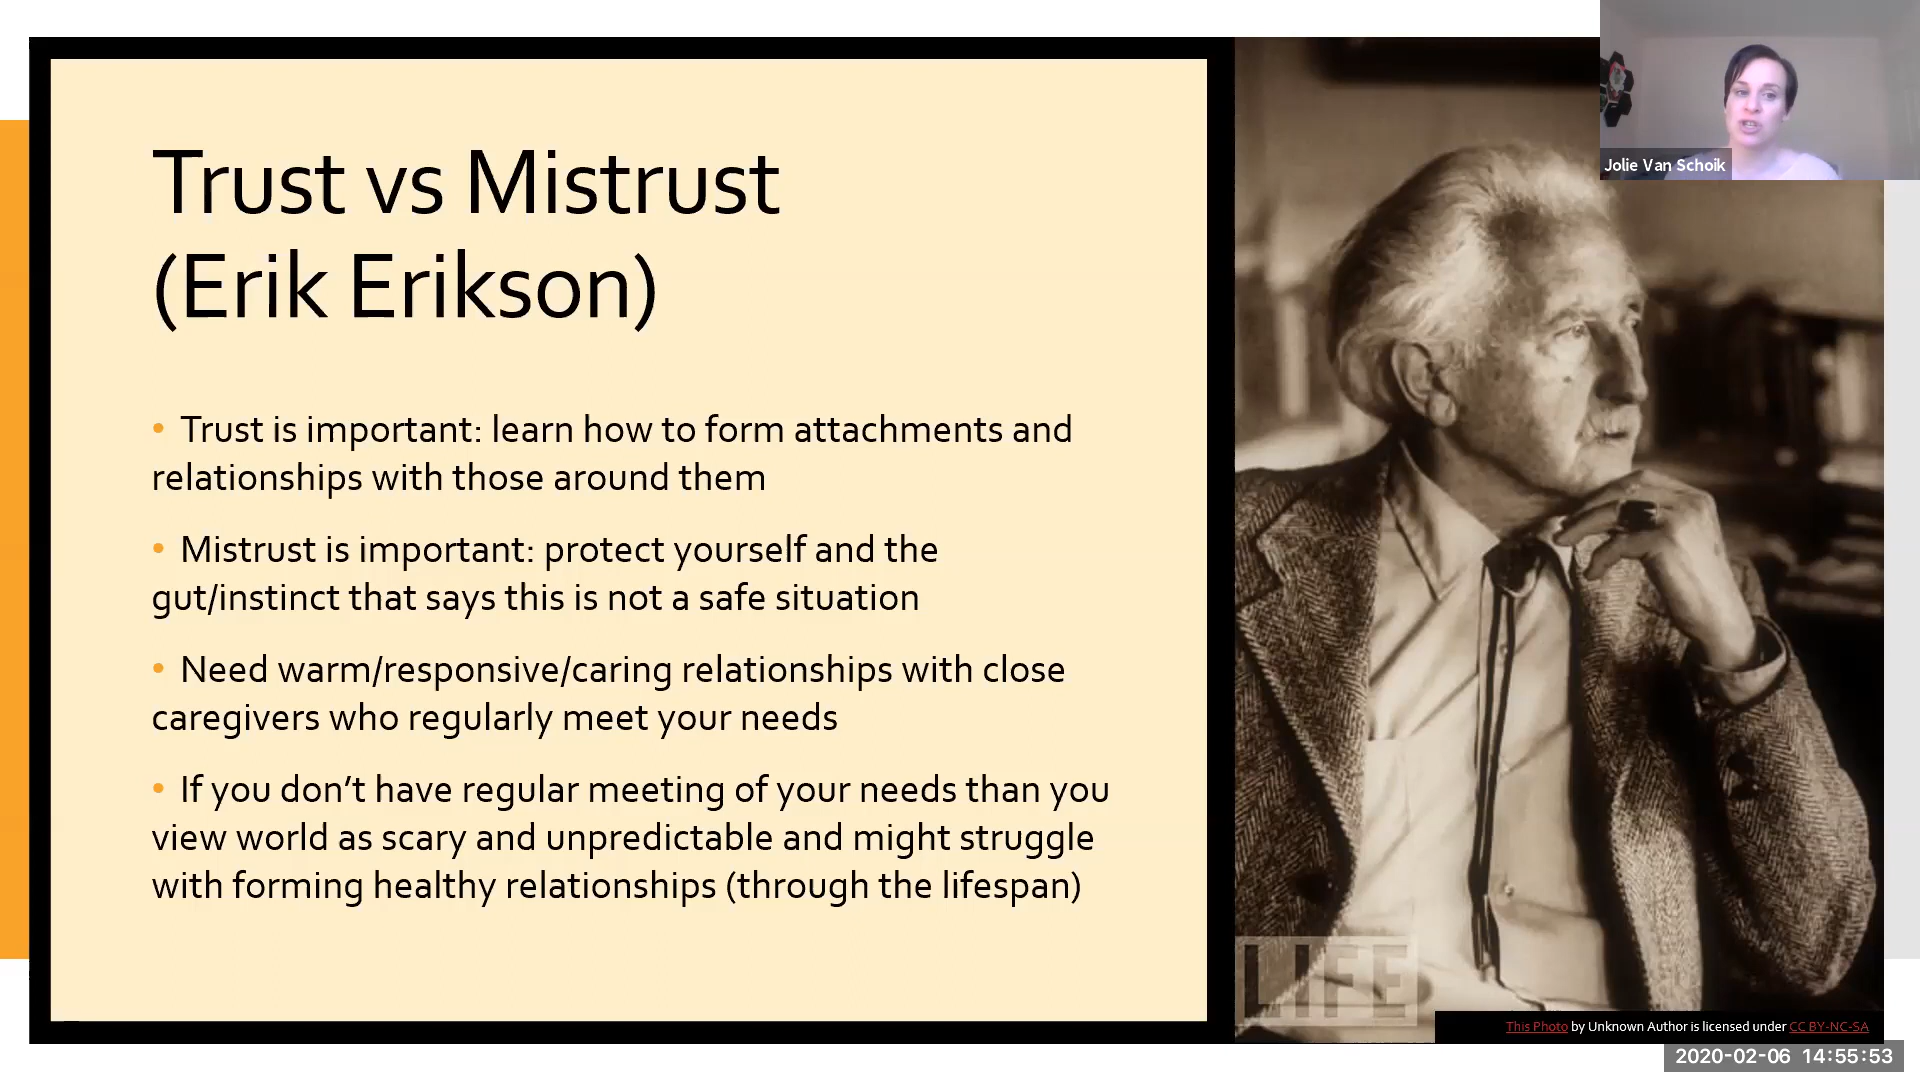 Trust vs Mistrust
(Erik Erikson)
• Trust is important: learn how to form attachments and
relationships with those around them
• Mistrust is important: protect yourself and the
gut/instinct that says this is not a safe situation
• Need warm/responsive/caring relationships with close
caregivers who regularly meet your needs
• If you don’t have regular meeting of your needs than you
view world as scary and unpredictable and might struggle
with forming healthy relationships (through the lifespan)
Jolie Van Schoik
LIFE
This Photo by Unknown Author is licensed under CC BY-NC-SA
2020-02-06 14:55:53